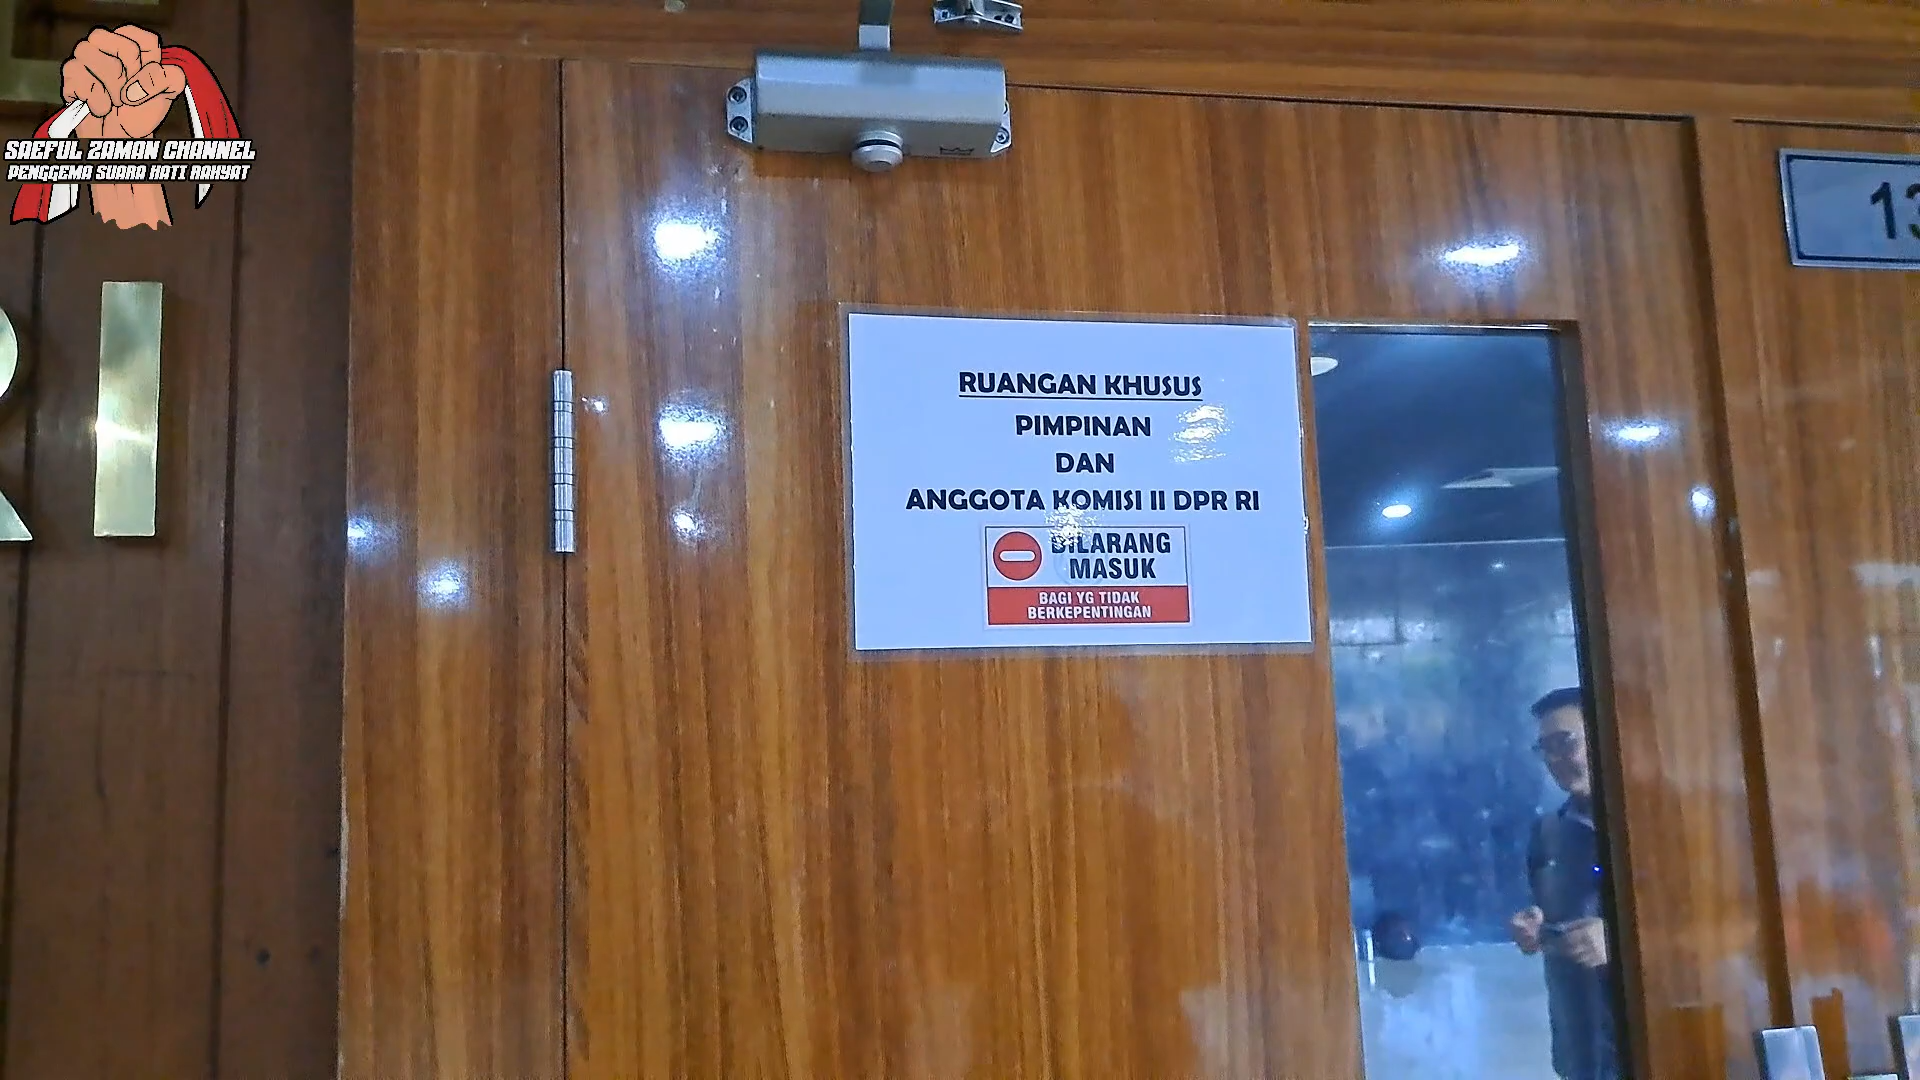 SAEFUL ZAMAN CHANNEL
PENGGEMA SUARA HATI RAKYAT
RI
RUANGAN KHUSUS
PIMPINAN
DAN
ANGGOTA KOMISI II DPR RI
DILARANG
MASUK
BAGI YG TIDAK
BERKEPENTINGAN